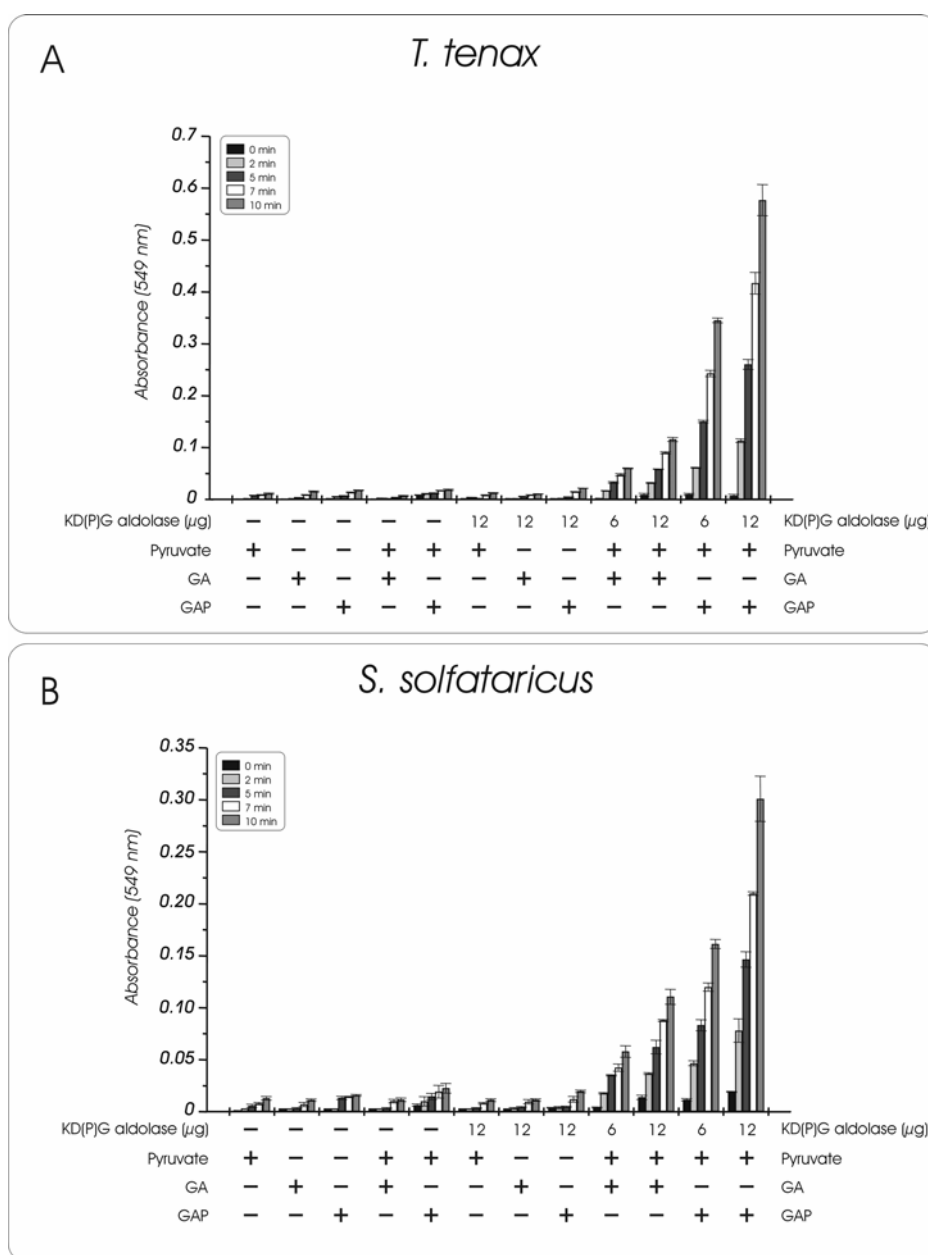 A
T. tenax
0.7
0.6
0.5
0.4
0.3
0.2
0.1
0
Absorbance (549 nm)
0 min
2 min
5 min
7 min
10 min
KD(P)G aldolase (µg) – – – – – 12 12 12 6 12 6 12 KD(P)G aldolase (µg)
Pyruvate + – – + + + – – + + + + Pyruvate
GA – + – + – – + – + + – – GA
GAP – – + – + – – + – – + + GAP
B
S. solfataricus
0.35
0.30
0.25
0.20
0.15
0.10
0.05
0
Absorbance (549 nm)
0 min
2 min
5 min
7 min
10 min
KD(P)G aldolase (µg) – – – – – 12 12 12 6 12 6 12 KD(P)G aldolase (µg)
Pyruvate + – – + + + – – + + + + Pyruvate
GA – + – + – – + – + + – – GA
GAP – – + – + – – + – – + + GAP